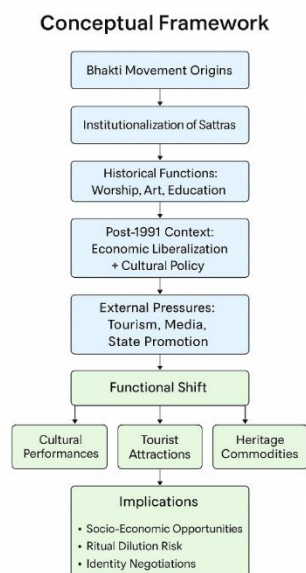 Conceptual Framework
Bhakti Movement Origins
Institutionalization of Sattras
Historical Functions:
Worship, Art, Education
Post-1991 Context:
Economic Liberalization
+ Cultural Policy
External Pressures:
Tourism, Media,
State Promotion
Functional Shift
Cultural
Performances
Tourist
Attractions
Heritage
Commodities
Implications
• Socio-Economic Opportunities
• Ritual Dilution Risk
• Identity Negotiations